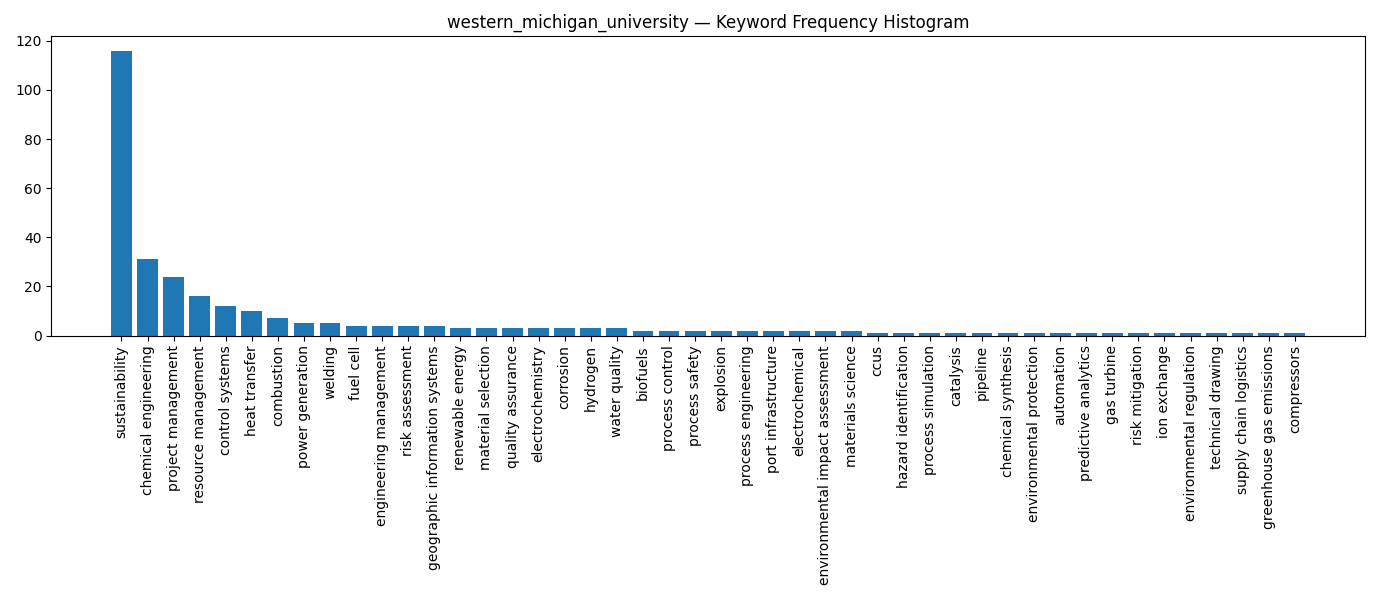 western_michigan_university — Keyword Frequency Histogram
120
100
80
60
40
20
0
sustainability
chemical engineering
project management
resource management
control systems
heat transfer
combustion
power generation
welding
fuel cell
engineering management
risk assessment
geographic information systems
renewable energy
material selection
quality assurance
electrochemistry
corrosion
hydrogen
water quality
biofuels
process control
process safety
explosion
process engineering
port infrastructure
electrochemical
environmental impact assessment
materials science
ccus
hazard identification
process simulation
catalysis
pipeline
chemical synthesis
environmental protection
automation
predictive analytics
gas turbine
risk mitigation
ion exchange
environmental regulation
technical drawing
supply chain logistics
greenhouse gas emissions
compressors